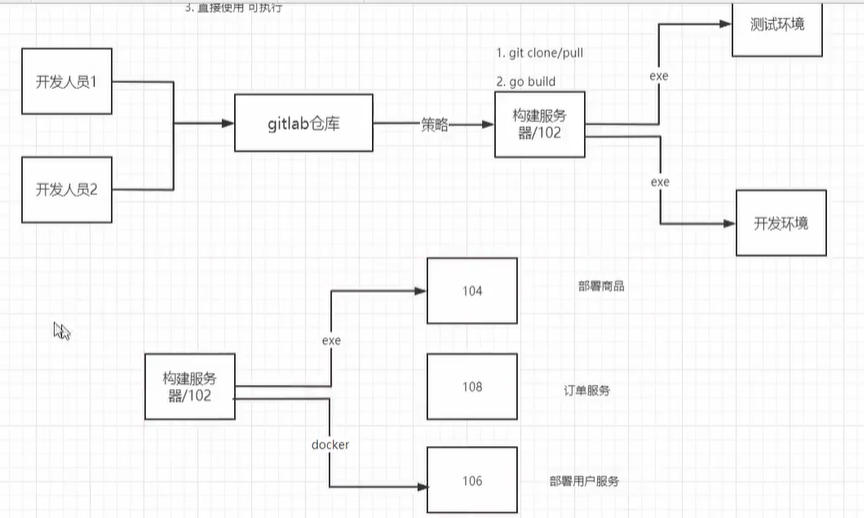 3. 直接使用 可执行
测试环境
1. git clone/pull
exe
开发人员1
2. go build
gitlab仓库
策略
构建服务
器/102
开发人员2
exe
开发环境
104
部署商品
exe
构建服务
器/102
108
订单服务
docker
106
部署用户服务